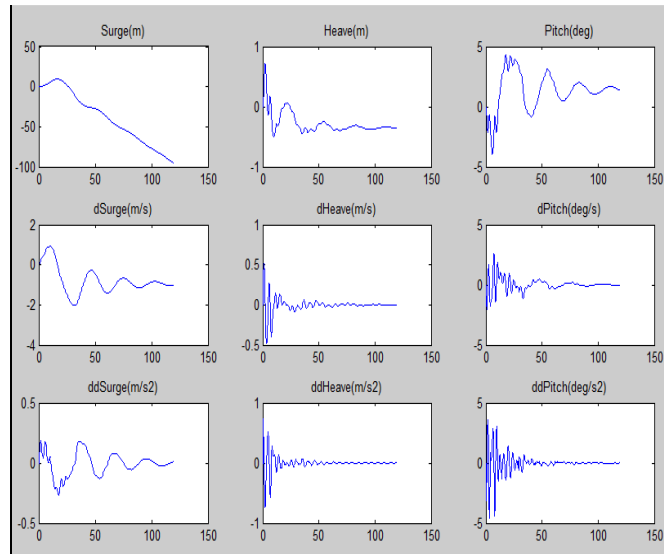 Surge(m) Heave(m) Pitch(deg)
50 1 5
0 0 0
-50
-100 -1 -5
0 50 100 150 0 50 100 150 0 50 100 150
dSurge(m/s) dHeave(m/s) dPitch(deg/s)
2 1 5
0 0.5
-2 0 0
-4 -0.5 -5
0 50 100 150 0 50 100 150 0 50 100 150
ddSurge(m/s2) ddHeave(m/s2) ddPitch(deg/s2)
0.5 1 5
0 0 0
-0.5 -1 -5
0 50 100 150 0 50 100 150 0 50 100 150